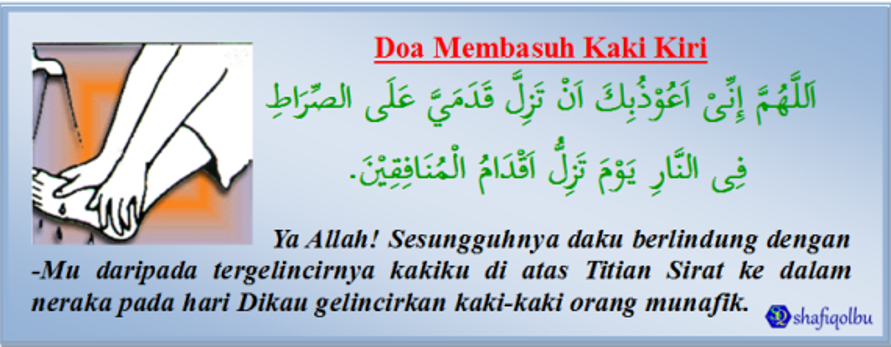 Doa Membasuh Kaki Kiri
اَللَّهُمَّ إِنِّىْ اَعُوْذُبِكَ اَنْ تَزِلَّ قَدَمَيَّ عَلَى الصِّرَاطِ
فِى النَّارِ يَوْمَ تَزِلُّ اَقْدَامُ الْمُنَافِقِيْنَ.
Ya Allah! Sesungguhnya daku berlindung dengan
-Mu daripada tergelincirnya kakiku di atas Titian Sirat ke dalam
neraka pada hari Dikau gelincirkan kaki-kaki orang munafik.
shafiqolbu